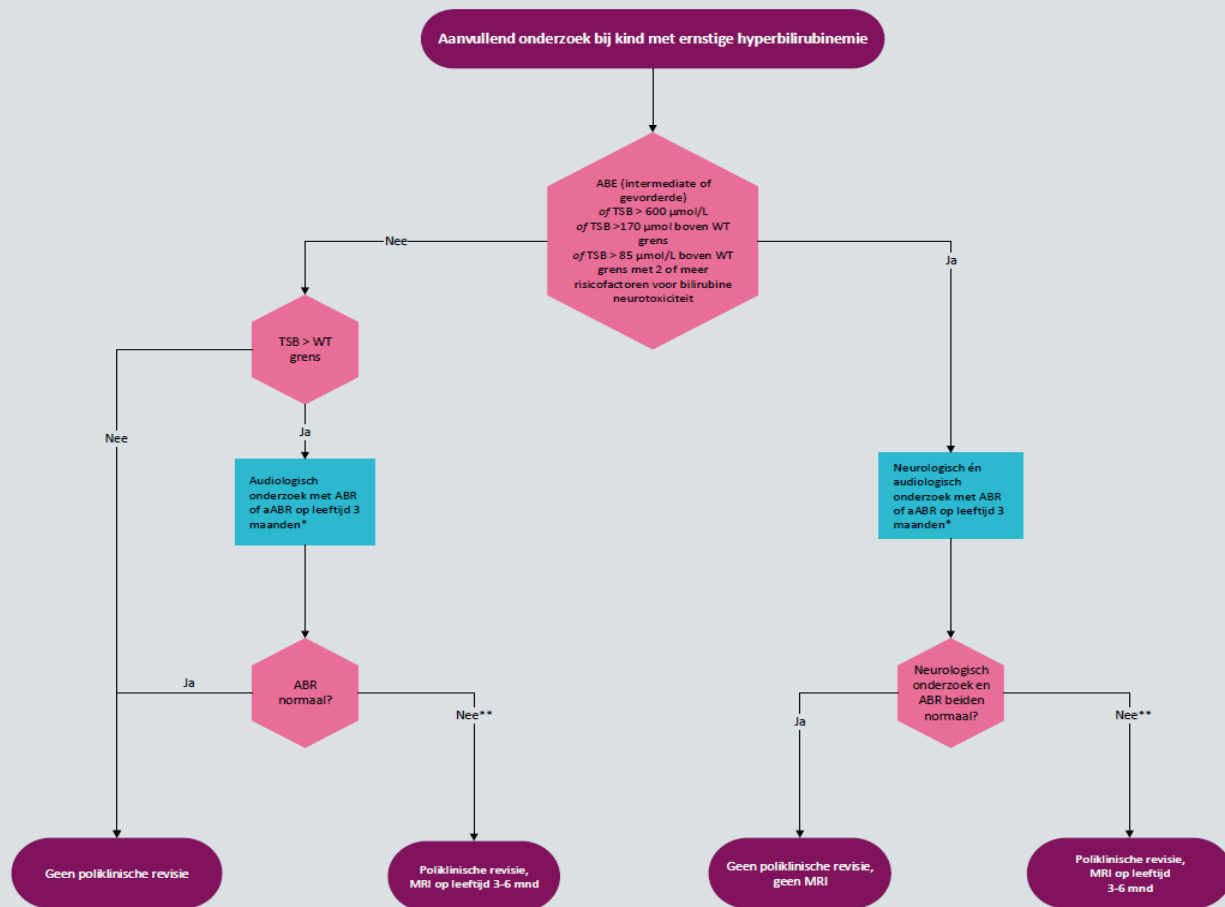 Aanvullend onderzoek bij kind met ernstige hyperbilirubinemie
ABE (intermediate of
gevorderde)
of TSB > 600 µmol/L
of TSB >170 µmol boven WT
grens
of TSB > 85 µmol/L boven WT
grens met 2 of meer
risicofactoren voor bilirubine
neurotoxiciteit
Nee
Ja
TSB > WT
grens
Nee
Ja
Audiologisch
onderzoek met ABR
of aABR op leeftijd 3
maanden*
Neurologisch én
audiologisch
onderzoek met ABR
of aABR op leeftijd 3
maanden*
ABR
normaal?
Ja
Nee**
Neurologisch
onderzoek en
ABR beiden
normaal?
Ja
Nee**
Geen poliklinische revisie
Poliklinische revisie,
MRI op leeftijd 3-6 mnd
Geen poliklinische revisie,
geen MRI
Poliklinische revisie,
MRI op leeftijd
3-6 mnd